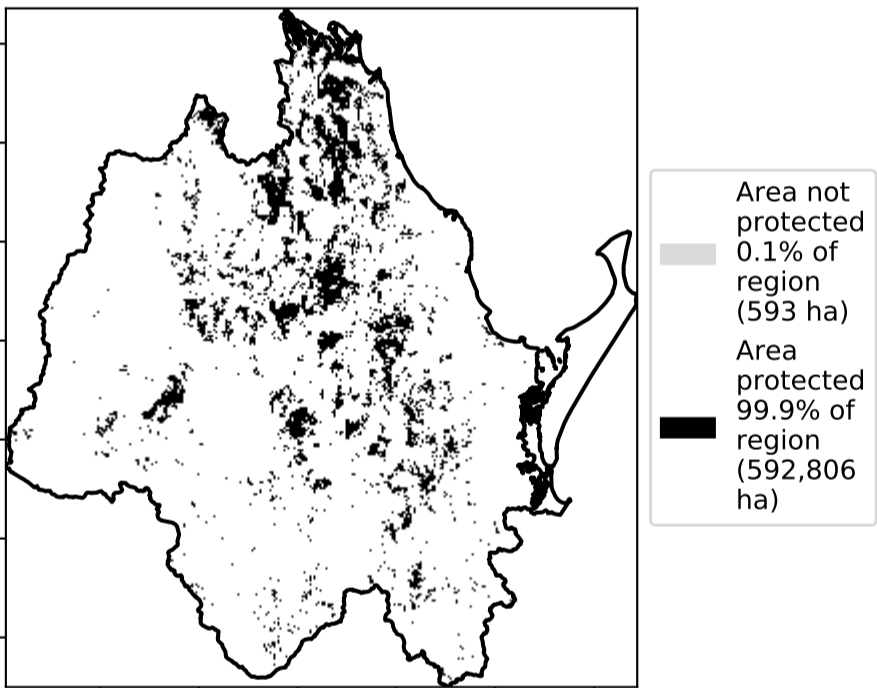 Area not
protected
0.1% of
region
(593 ha)
Area
protected
99.9% of
region
(592,806
ha)